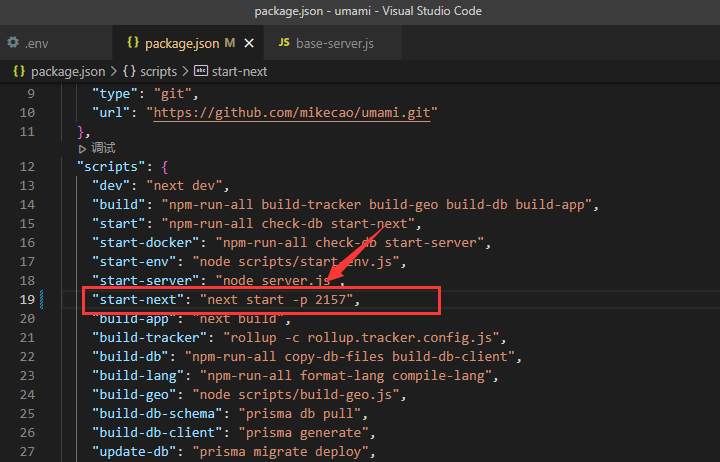 package.json - umami - Visual Studio Code
.env
{} package.json M ×
JS base-server.js
{} package.json > {} scripts > abc start-next
9 "type": "git",
10 "url": "https://github.com/mikecao/umami.git"
11 },
调试
12 "scripts": {
13 "dev": "next dev",
14 "build": "npm-run-all build-tracker build-geo build-db build-app",
15 "start": "npm-run-all check-db start-next",
16 "start-docker": "npm-run-all check-db start-server",
17 "start-env": "node scripts/start-env.js",
18 "start-server": "node server.js",
19 "start-next": "next start -p 2157",
20 "build-app": "next build",
21 "build-tracker": "rollup -c rollup.tracker.config.js",
22 "build-db": "npm-run-all copy-db-files build-db-client",
23 "build-lang": "npm-run-all format-lang compile-lang",
24 "build-geo": "node scripts/build-geo.js",
25 "build-db-schema": "prisma db pull",
26 "build-db-client": "prisma generate",
27 "update-db": "prisma migrate deploy",